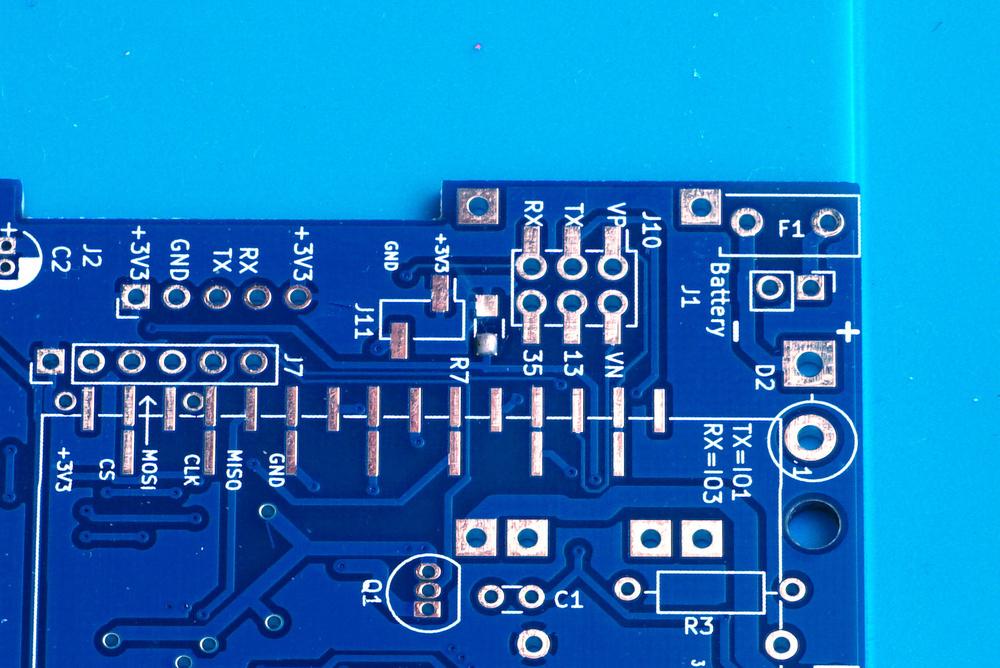 F1
RX
TX
VP
J10
+
C2
J2
+3V3
GND
TX
RX
+3V3
GND
+3V3
J1
Battery
+
J11
R7
35
13
VN
J7
D2
+3V3
CS
MOSI
CLK
MISO
GND
TX=IO1
RX=IO3
Q1
C1
R3
3